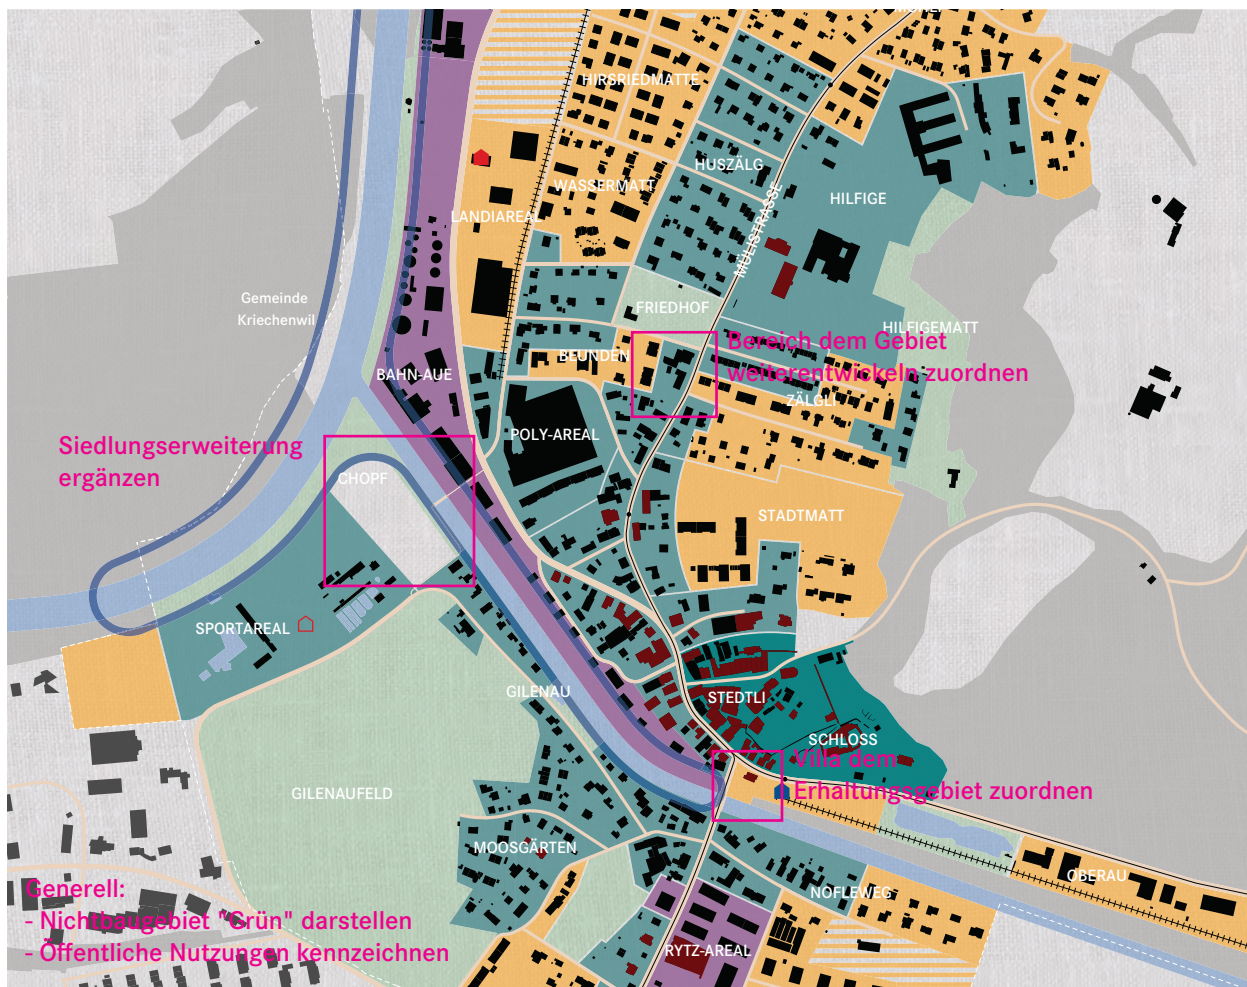 HIRSRIEDMATTE
HUSZÄLG
WASSERMATT
HILFIGE
LANDIAREAL
MÜLISTRASSE
Gemeinde
Kriechenwil
FRIEDHOF
HILFIGEMATT
Bereich dem Gebiet
weiterentwickeln zuordnen
BEUNDEN
BAHN-AUE
ZÄLGLI
POLY-AREAL
Siedlungserweiterung
ergänzen
CHOPF
STADTMATT
SPORTAREAL
GILENAU
STEDTLI
SCHLOSS
Villa dem
Erhaltungsgebiet zuordnen
GILENAUFELD
MOOSGÄRTEN
OBERAU
NOFLEWEG
Generell:
- Nichtbaugebiet "Grün" darstellen
- Öffentliche Nutzungen kennzeichnen
RYTZ-AREAL